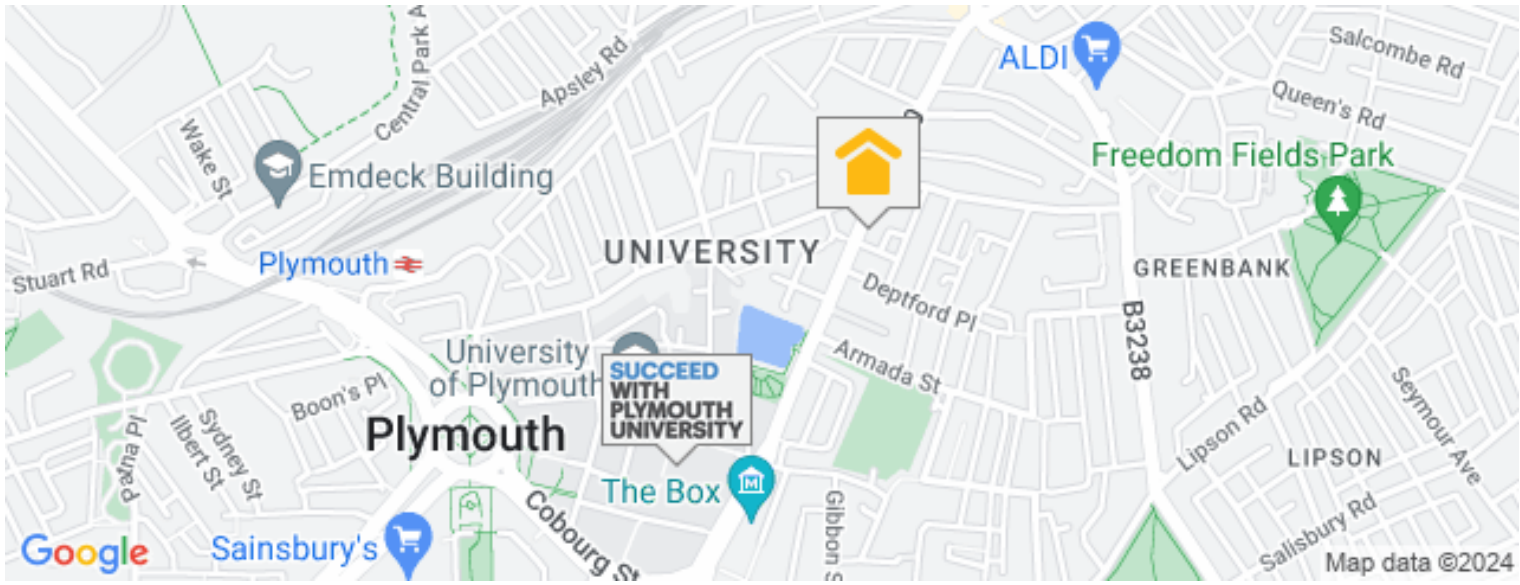 Salcombe Rd
ALDI
Apsley Rd
Central Park A
Queen's Rd
Wake St
Freedom Fields Park
Emdeck Building
UNIVERSITY
Plymouth
Stuart Rd
GREENBANK
Deptford Pl
B3238
University
of Plymouth
Armada St
SUCCEED
WITH
PLYMOUTH
UNIVERSITY
Boon's Pl
Plymouth
Seymour Ave
Lipson Rd
Sydney St
Ilbert St
Patna Pl
LIPSON
The Box
Gibbon S
Cobourg St
Salisbury Rd
Sainsbury's
Google
Map data ©2024